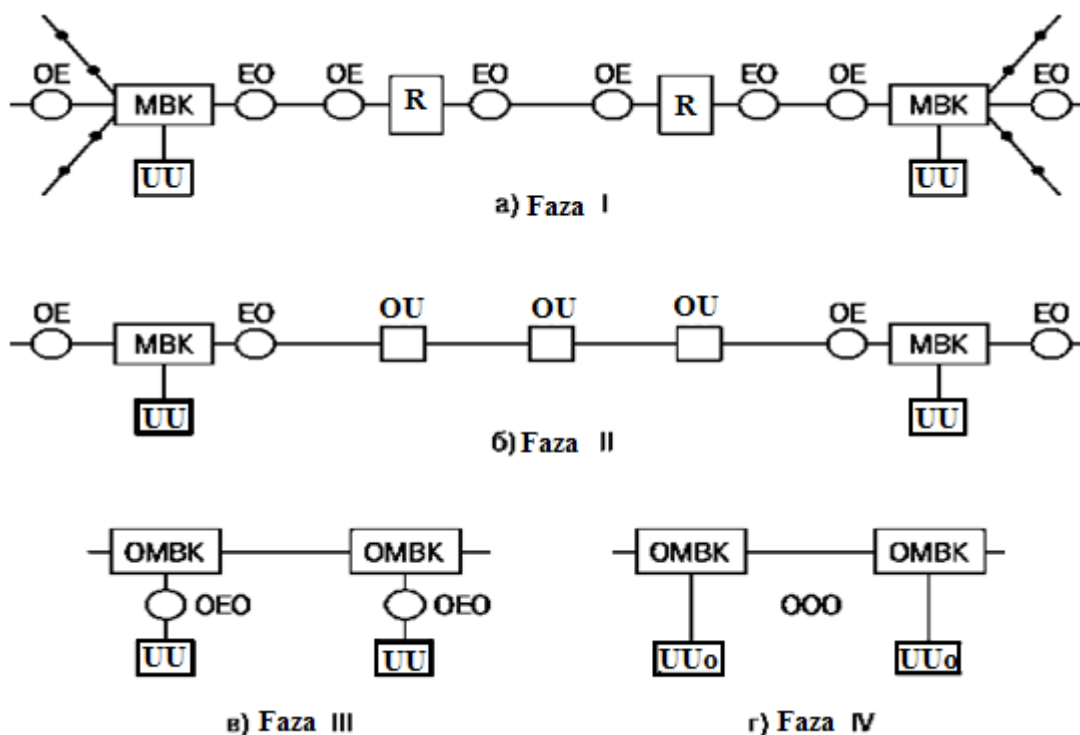 OE EO OE EO OE EO OE EO
MBK R R MBK
UU UU
а) Faza I
OE EO OU OU OU OE EO
MBK MBK
UU UU
б) Faza II
OMBK OMBK OMBK OMBK
OEO OEO OOO
UU UU UUo UUo
в) Faza III г) Faza IV